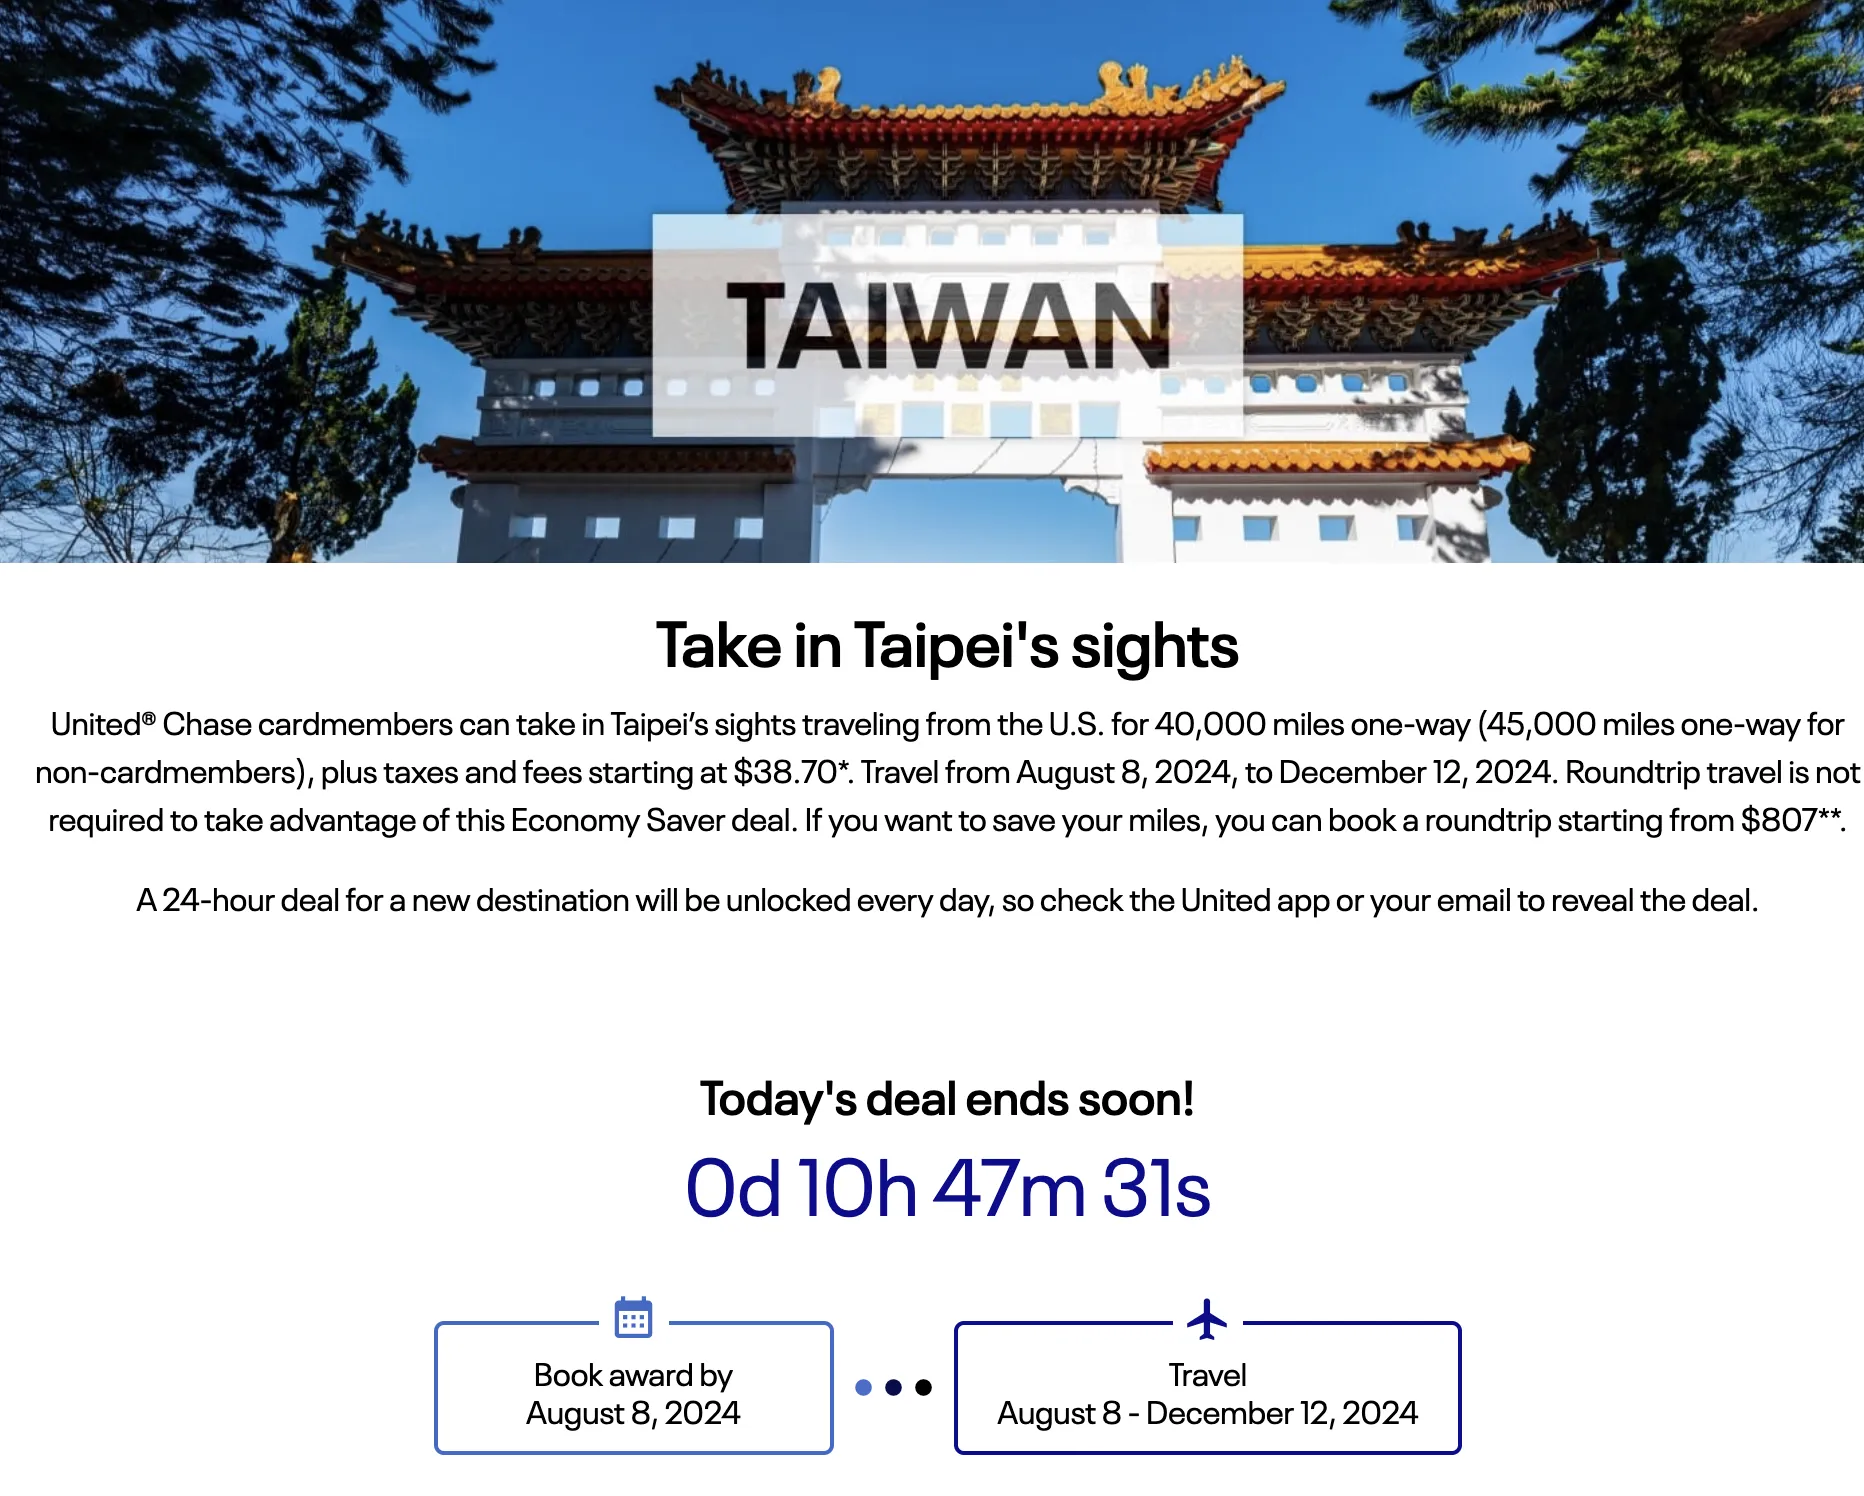 TAIWAN
Take in Taipei's sights
United® Chase cardmembers can take in Taipei’s sights traveling from the U.S. for 40,000 miles one-way (45,000 miles one-way for
non-cardmembers), plus taxes and fees starting at $38.70*. Travel from August 8, 2024, to December 12, 2024. Roundtrip travel is not
required to take advantage of this Economy Saver deal. If you want to save your miles, you can book a roundtrip starting from $807**.
A 24-hour deal for a new destination will be unlocked every day, so check the United app or your email to reveal the deal.
Today's deal ends soon!
0d 10h 47m 31s
Book award by
August 8, 2024
Travel
August 8 - December 12, 2024